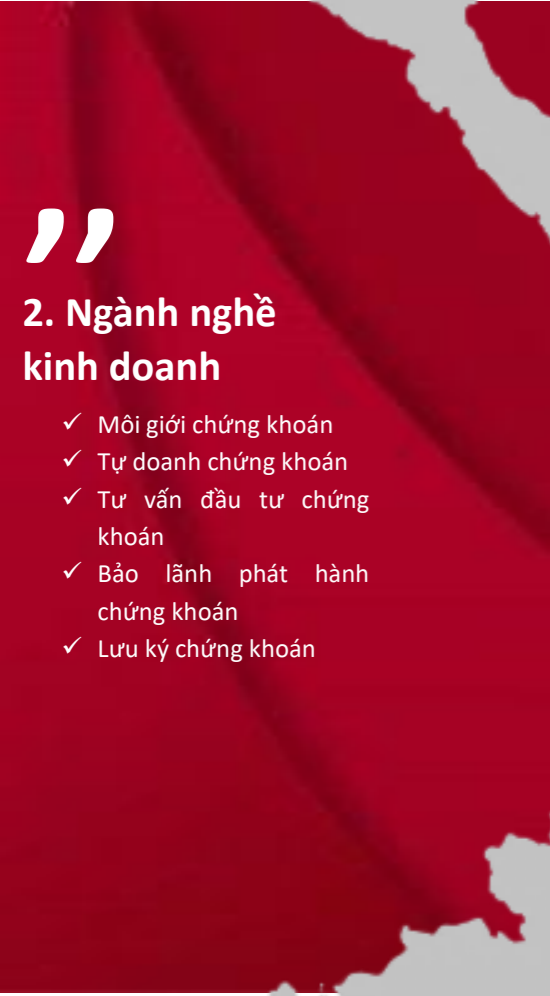 ”
2. Ngành nghề
kinh doanh
✓ Môi giới chứng khoán
✓ Tự doanh chứng khoán
✓ Tư vấn đầu tư chứng
khoán
✓ Bảo lãnh phát hành
chứng khoán
✓ Lưu ký chứng khoán